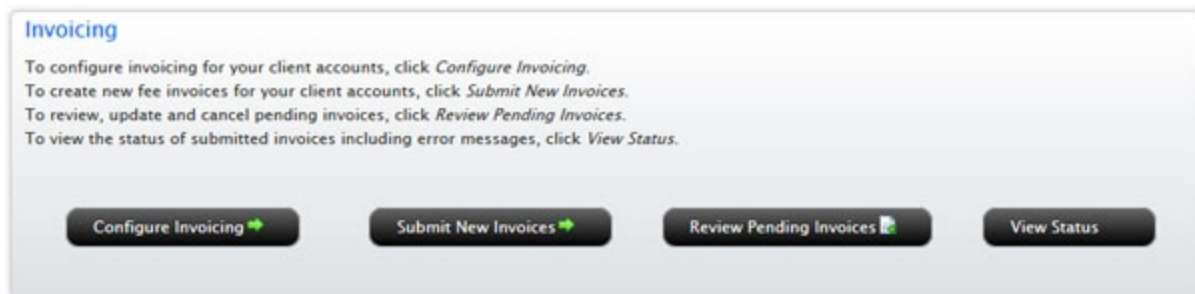 Invoicing
To configure invoicing for your client accounts, click Configure Invoicing.
To create new fee invoices for your client accounts, click Submit New Invoices.
To review, update and cancel pending invoices, click Review Pending Invoices.
To view the status of submitted invoices including error messages, click View Status.
Configure Invoicing Submit New Invoices Review Pending Invoices View Status